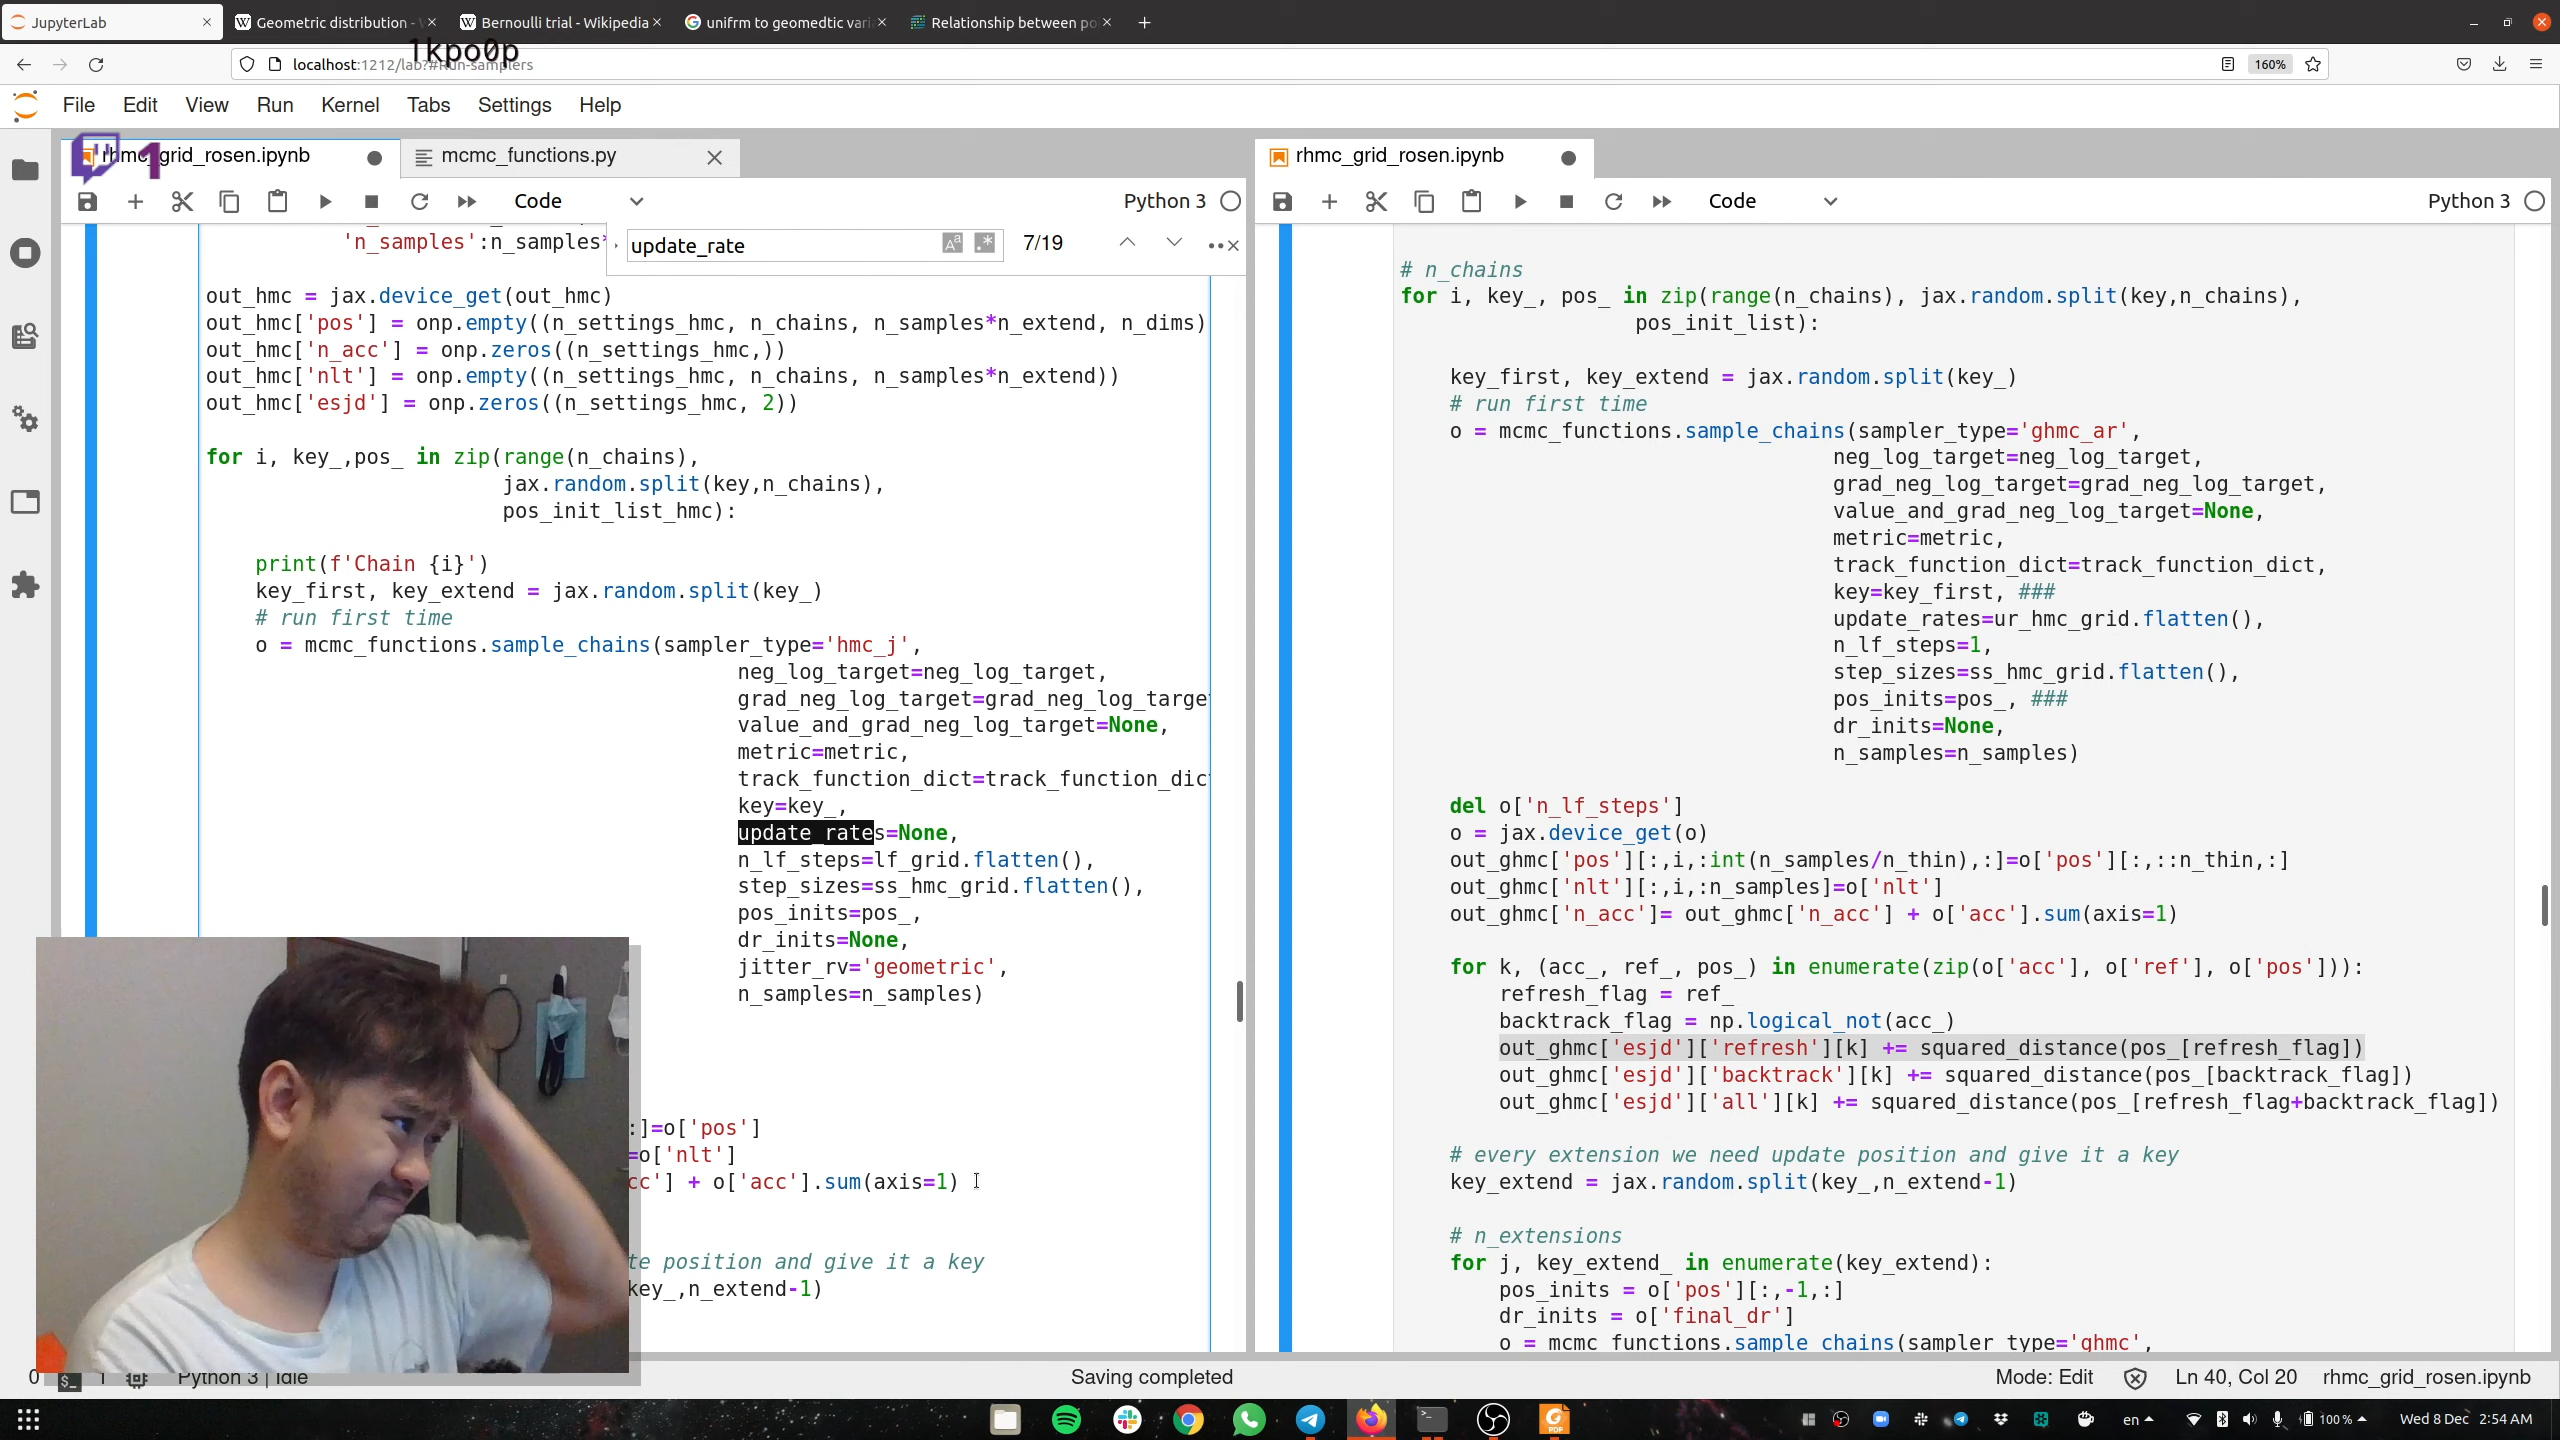 JupyterLab
Geometric distribution -
Bernoulli trial - Wikipedia
unifrm to geomedtic vari
Relationship between po
1kpo0p
localhost:1212/lab?#Run-samplers
160%
File Edit View Run Kernel Tabs Settings Help
1
rhmc_grid_rosen.ipynb
mcmc_functions.py
Code
Python 3
update_rate
7/19
'n_samples':n_samples*
out_hmc = jax.device_get(out_hmc)
out_hmc['pos'] = onp.empty((n_settings_hmc, n_chains, n_samples*n_extend, n_dims)
out_hmc['n_acc'] = onp.zeros((n_settings_hmc,))
out_hmc['nlt'] = onp.empty((n_settings_hmc, n_chains, n_samples*n_extend))
out_hmc['esjd'] = onp.zeros((n_settings_hmc, 2))
for i, key_,pos_ in zip(range(n_chains),
jax.random.split(key,n_chains),
pos_init_list_hmc):
print(f'Chain {i}')
key_first, key_extend = jax.random.split(key_)
# run first time
o = mcmc_functions.sample_chains(sampler_type='hmc_j',
neg_log_target=neg_log_target,
grad_neg_log_target=grad_neg_log_targe
value_and_grad_neg_log_target=None,
metric=metric,
track_function_dict=track_function_dic
key=key_,
update_rates=None,
n_lf_steps=lf_grid.flatten(),
step_sizes=ss_hmc_grid.flatten(),
pos_inits=pos_,
dr_inits=None,
jitter_rv='geometric',
n_samples=n_samples)
:]=o['pos']
=o['nlt']
cc'] + o['acc'].sum(axis=1)
te position and give it a key
key_,n_extend-1)
rhmc_grid_rosen.ipynb
Code
Python 3
# n_chains
for i, key_, pos_ in zip(range(n_chains), jax.random.split(key,n_chains),
pos_init_list):
key_first, key_extend = jax.random.split(key_)
# run first time
o = mcmc_functions.sample_chains(sampler_type='ghmc_ar',
neg_log_target=neg_log_target,
grad_neg_log_target=grad_neg_log_target,
value_and_grad_neg_log_target=None,
metric=metric,
track_function_dict=track_function_dict,
key=key_first, ###
update_rates=ur_hmc_grid.flatten(),
n_lf_steps=1,
step_sizes=ss_hmc_grid.flatten(),
pos_inits=pos_, ###
dr_inits=None,
n_samples=n_samples)
del o['n_lf_steps']
o = jax.device_get(o)
out_ghmc['pos'][:,i,:int(n_samples/n_thin),:]=o['pos'][:,::n_thin,:]
out_ghmc['nlt'][:,i,:n_samples]=o['nlt']
out_ghmc['n_acc']= out_ghmc['n_acc'] + o['acc'].sum(axis=1)
for k, (acc_, ref_, pos_) in enumerate(zip(o['acc'], o['ref'], o['pos'])):
refresh_flag = ref_
backtrack_flag = np.logical_not(acc_)
out_ghmc['esjd']['refresh'][k] += squared_distance(pos_[refresh_flag])
out_ghmc['esjd']['backtrack'][k] += squared_distance(pos_[backtrack_flag])
out_ghmc['esjd']['all'][k] += squared_distance(pos_[refresh_flag+backtrack_flag])
# every extension we need update position and give it a key
key_extend = jax.random.split(key_,n_extend-1)
# n_extensions
for j, key_extend_ in enumerate(key_extend):
pos_inits = o['pos'][:,-1,:]
dr_inits = o['final_dr']
o = mcmc_functions.sample_chains(sampler_type='ghmc',
0 1 Python 3 | Idle
Saving completed
Mode: Edit Ln 40, Col 20 rhmc_grid_rosen.ipynb
en 100 % Wed 8 Dec 2:54 AM